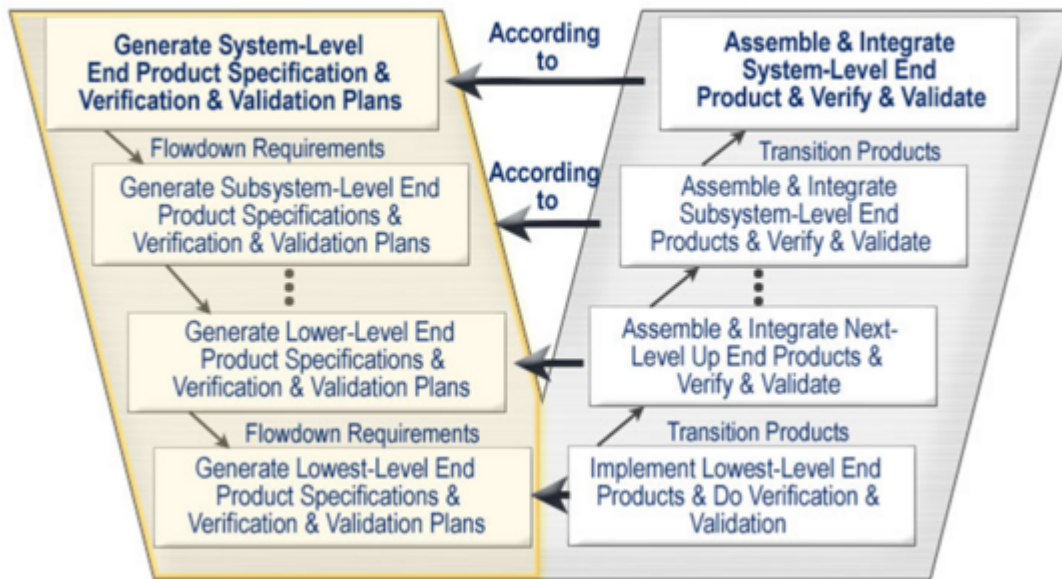 Generate System-Level
End Product Specification &
Verification & Validation Plans
According
to
Assemble & Integrate
System-Level End
Product & Verify & Validate
Flowdown Requirements
Transition Products
Generate Subsystem-Level End
Product Specifications &
Verification & Validation Plans
According
to
Assemble & Integrate
Subsystem-Level End
Products & Verify & Validate
Generate Lower-Level End
Product Specifications &
Verification & Validation Plans
Assemble & Integrate Next-
Level Up End Products &
Verify & Validate
Flowdown Requirements
Transition Products
Generate Lowest-Level End
Product Specifications &
Verification & Validation Plans
Implement Lowest-Level End
Products & Do Verification &
Validation